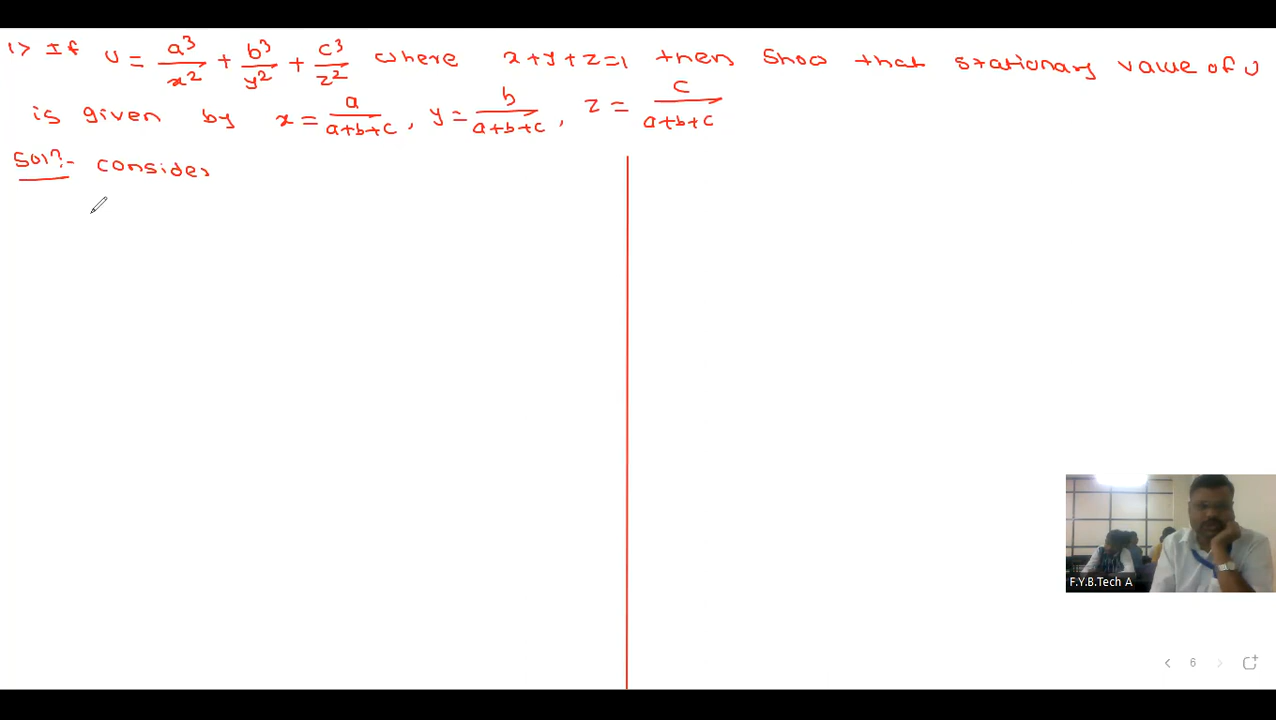 1> If u = a³/x² + b³/y² + c³/z² where x+y+z=1 then show that stationary value of u
is given by x = a/a+b+c, y = b/a+b+c, z = c/a+b+c
Solⁿ:- consider
F.Y.B.Tech A
< 6 >